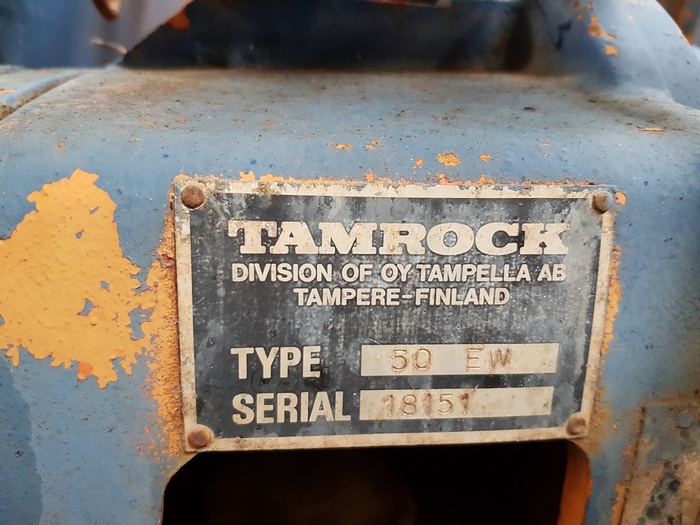 TAMROCK
DIVISION OF OY TAMPELLA AB
TAMPERE-FINLAND
TYPE 50 EW
SERIAL 18151